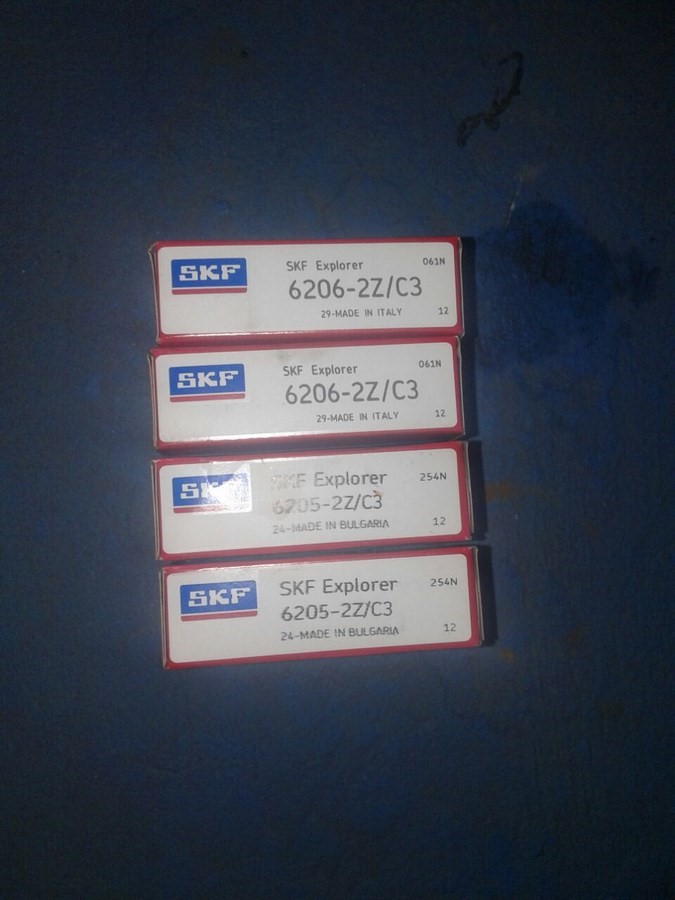 SKF
SKF Explorer
061N
6206-2Z/C3
29-MADE IN ITALY
12
SKF
SKF Explorer
061N
6206-2Z/C3
29-MADE IN ITALY
12
SKF
SKF Explorer
254N
6205-2Z/C3
24-MADE IN BULGARIA
12
SKF
SKF Explorer
254N
6205-2Z/C3
24-MADE IN BULGARIA
12